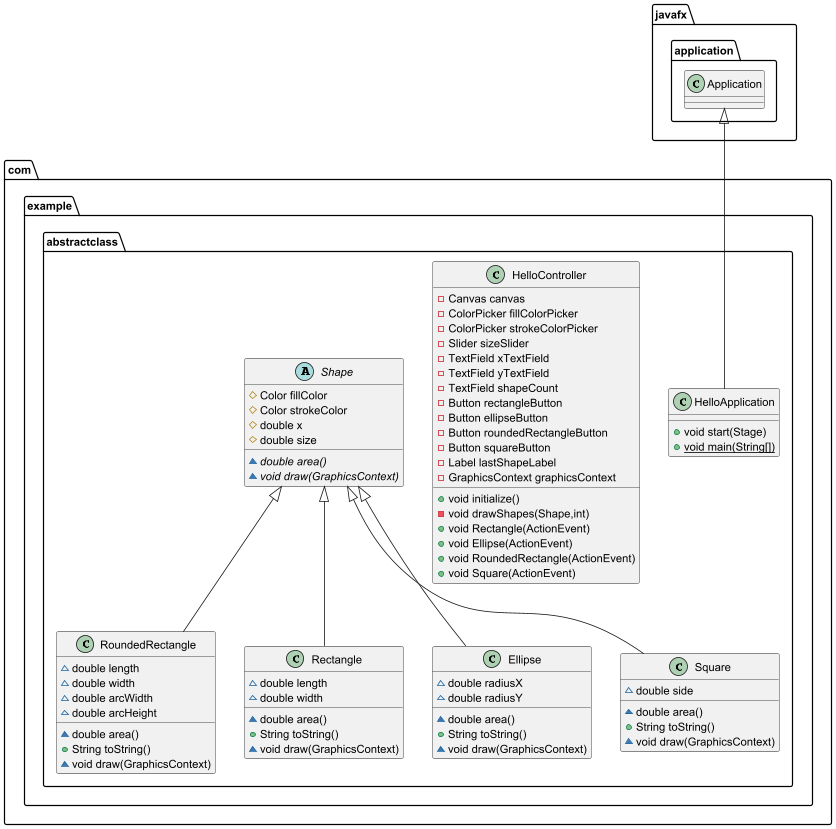 javafx
application
C Application
com
example
abstractclass
C HelloController
Canvas canvas
ColorPicker fillColorPicker
ColorPicker strokeColorPicker
Slider sizeSlider
TextField xTextField
TextField yTextField
TextField shapeCount
Button rectangleButton
Button ellipseButton
Button roundedRectangleButton
Button squareButton
Label lastShapeLabel
GraphicsContext graphicsContext
void initialize()
void drawShapes(Shape,int)
void Rectangle(ActionEvent)
void Ellipse(ActionEvent)
void RoundedRectangle(ActionEvent)
void Square(ActionEvent)
A Shape
Color fillColor
Color strokeColor
double x
double size
double area()
void draw(GraphicsContext)
C HelloApplication
void start(Stage)
void main(String[])
C RoundedRectangle
double length
double width
double arcWidth
double arcHeight
double area()
String toString()
void draw(GraphicsContext)
C Rectangle
double length
double width
double area()
String toString()
void draw(GraphicsContext)
C Ellipse
double radiusX
double radiusY
double area()
String toString()
void draw(GraphicsContext)
C Square
double side
double area()
String toString()
void draw(GraphicsContext)